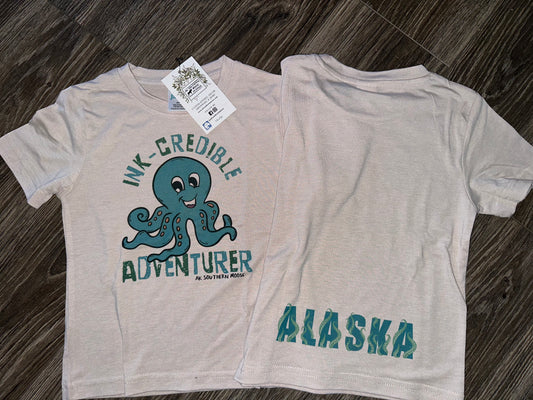 INK-CREDIBLE
ADVENTURER
AK SOUTHERN MOOSE
ALASKA